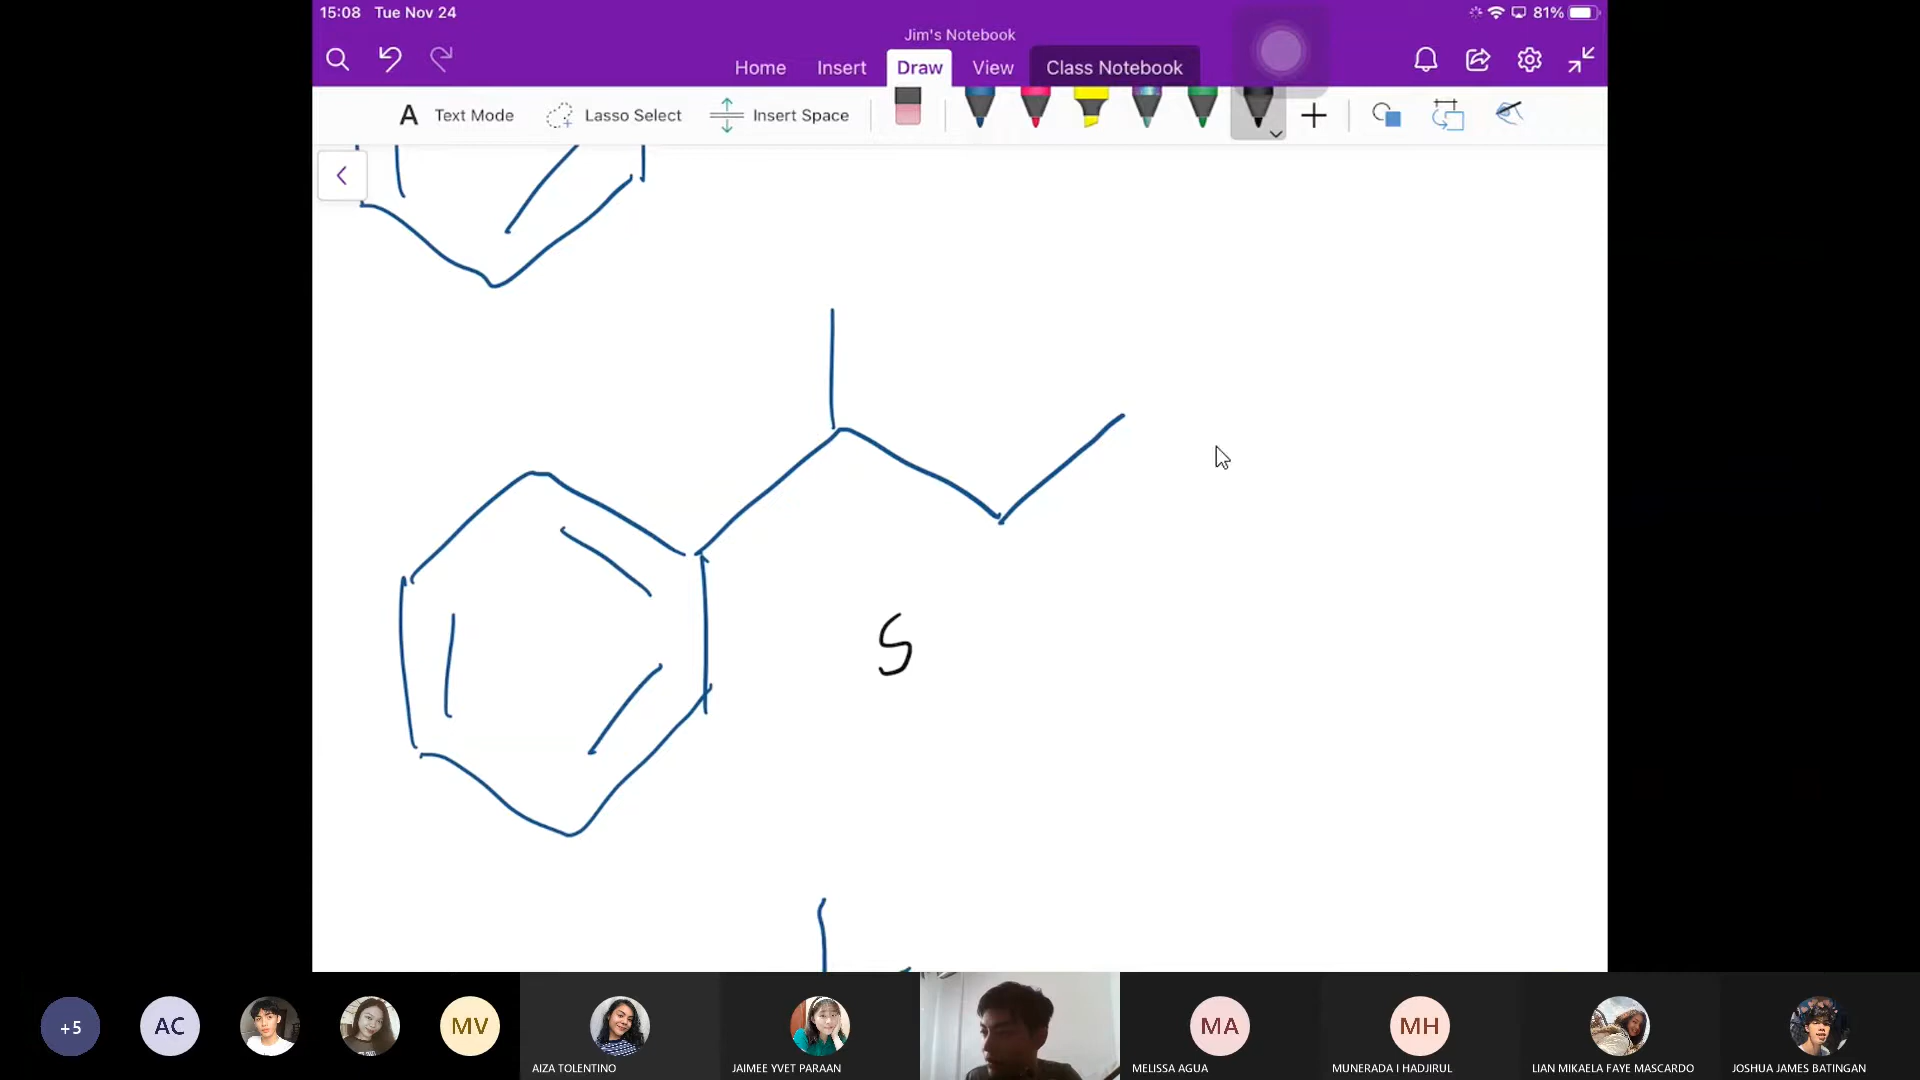 15:08 Tue Nov 24 81%
Jim's Notebook
Home Insert Draw View Class Notebook
A Text Mode Lasso Select Insert Space
S
+5 AC MV MA MH
AIZA TOLENTINO JAIMEE YVET PARAAN MELISSA AGUA MUNERADA I HADJIRUL LIAN MIKAELA FAYE MASCARDO JOSHUA JAMES BATINGAN